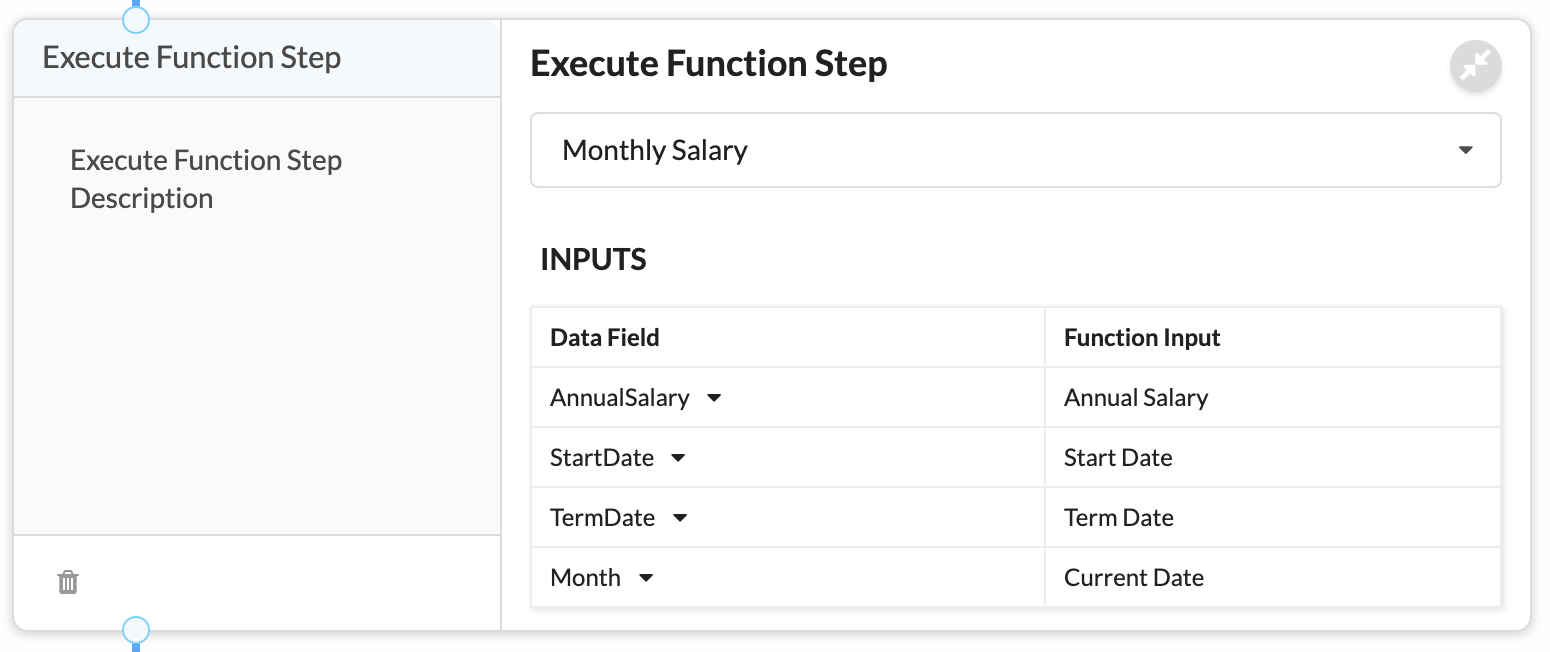 Execute Function Step
Execute Function Step
Description
Execute Function Step
Monthly Salary
INPUTS
Data Field Function Input
AnnualSalary Annual Salary
StartDate Start Date
TermDate Term Date
Month Current Date